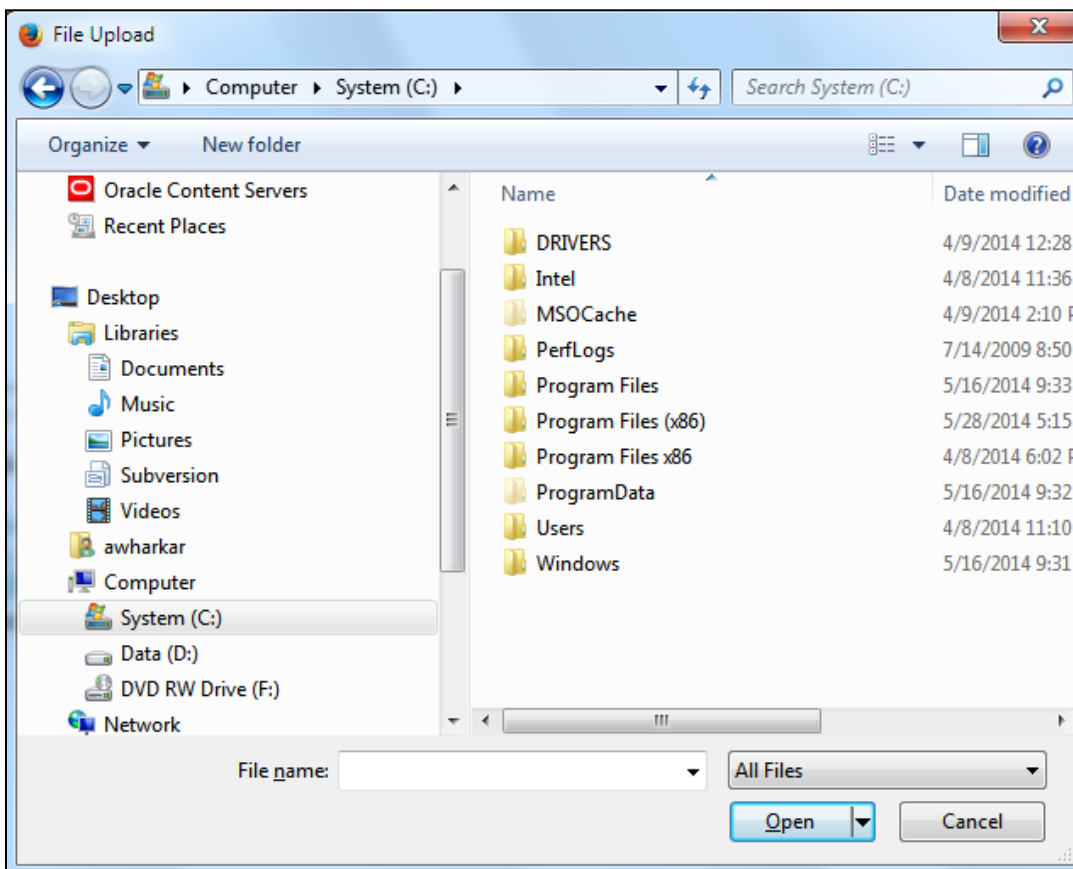 File Upload
Computer System (C:)
Search System (C:)
Organize New folder
Oracle Content Servers
Recent Places
Desktop
Libraries
Documents
Music
Pictures
Subversion
Videos
awharkar
Computer
System (C:)
Data (D:)
DVD RW Drive (F:)
Network
Name Date modified
DRIVERS 4/9/2014 12:28
Intel 4/8/2014 11:36
MSOCache 4/9/2014 2:10
PerfLogs 7/14/2009 8:50
Program Files 5/16/2014 9:33
Program Files (x86) 5/28/2014 5:15
Program Files x86 4/8/2014 6:02
ProgramData 5/16/2014 9:32
Users 4/8/2014 11:10
Windows 5/16/2014 9:31
File name:
All Files
Open Cancel